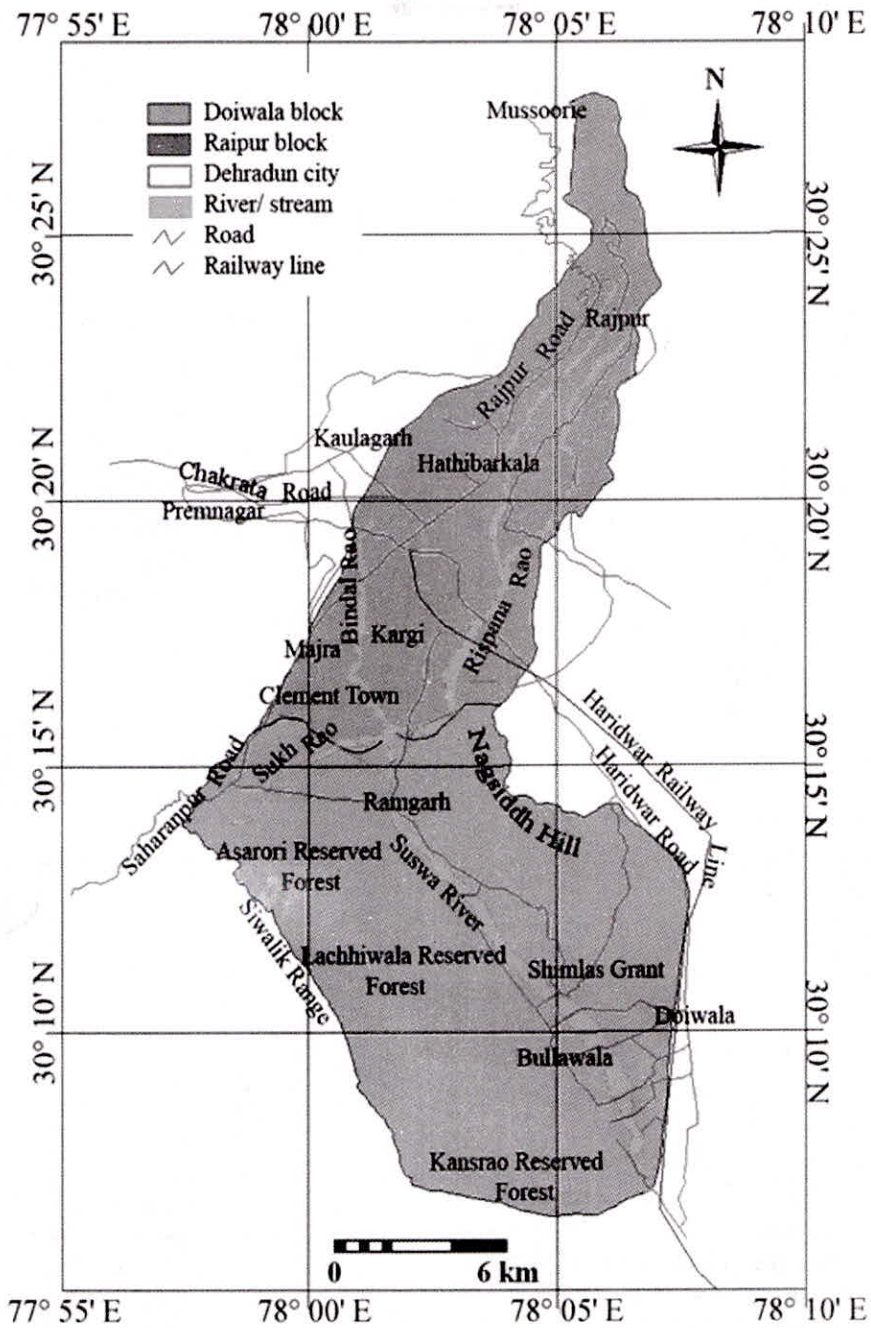 77° 55' E 78° 00' E 78° 05' E 78° 10' E
N
Mussoorie
Doiwala block
Raipur block
Dehradun city
River/ stream
Road
Railway line
30° 25' N
30° 25' N
Rajpur
Rajpur Road
Kaulagarh
Hathibarkala
Chakrata Road
Premnagar
30° 20' N
30° 20' N
Bindal Rao
Rispana Rao
Kargi
Majra
Clement Town
Sukh Rao
Saharanpur Road
Nagsiddh Hill
Haridwar Railway Line
Haridwar Road
30° 15' N
30° 15' N
Ramgarh
Asarori Reserved
Forest
Suswa River
Siwalik Range
Lachhiwala Reserved
Forest
Shimlas Grant
Doiwala
30° 10' N
30° 10' N
Bullawala
Kansrao Reserved
Forest
0 6 km
77° 55' E 78° 00' E 78° 05' E 78° 10' E